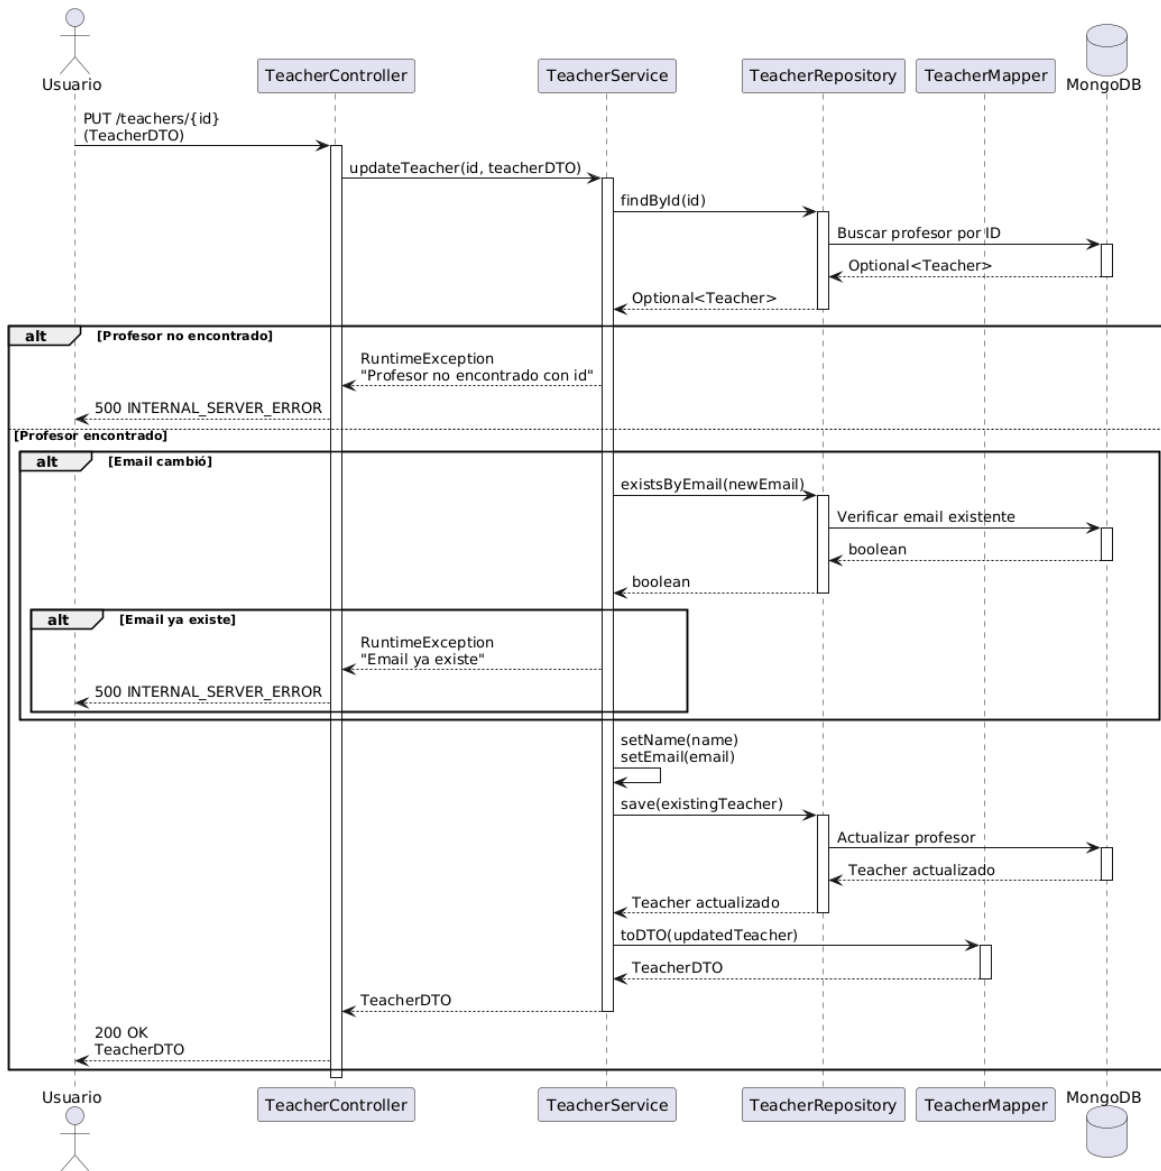 Usuario
TeacherController
TeacherService
TeacherRepository
TeacherMapper
MongoDB
PUT /teachers/{id}
(TeacherDTO)
updateTeacher(id, teacherDTO)
findById(id)
Buscar profesor por ID
Optional<Teacher>
Optional<Teacher>
alt [Profesor no encontrado]
RuntimeException
"Profesor no encontrado con id"
500 INTERNAL_SERVER_ERROR
[Profesor encontrado]
alt [Email cambió]
existsByEmail(newEmail)
Verificar email existente
boolean
boolean
alt [Email ya existe]
RuntimeException
"Email ya existe"
500 INTERNAL_SERVER_ERROR
setName(name)
setEmail(email)
save(existingTeacher)
Actualizar profesor
Teacher actualizado
Teacher actualizado
toDTO(updatedTeacher)
TeacherDTO
TeacherDTO
200 OK
TeacherDTO
Usuario
TeacherController
TeacherService
TeacherRepository
TeacherMapper
MongoDB